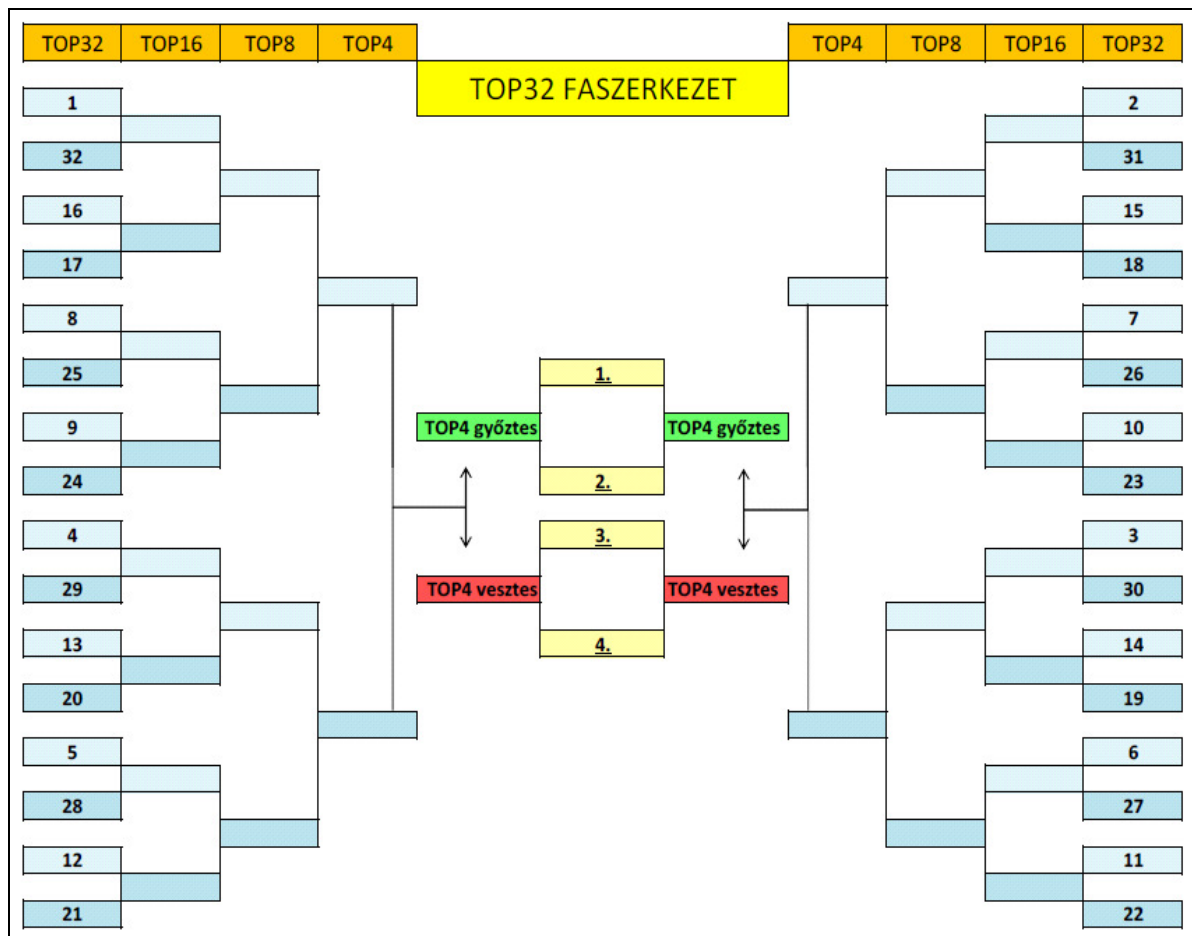 TOP32 TOP16 TOP8 TOP4 TOP4 TOP8 TOP16 TOP32
TOP32 FASZERKEZET
1 2
32 31
16 15
17 18
8 7
1.
25 26
TOP4 győztes TOP4 győztes
9 10
24 2. 23
4 3. 3
29 TOP4 vesztes TOP4 vesztes 30
13 4. 14
20 19
5 6
28 27
12 11
21 22